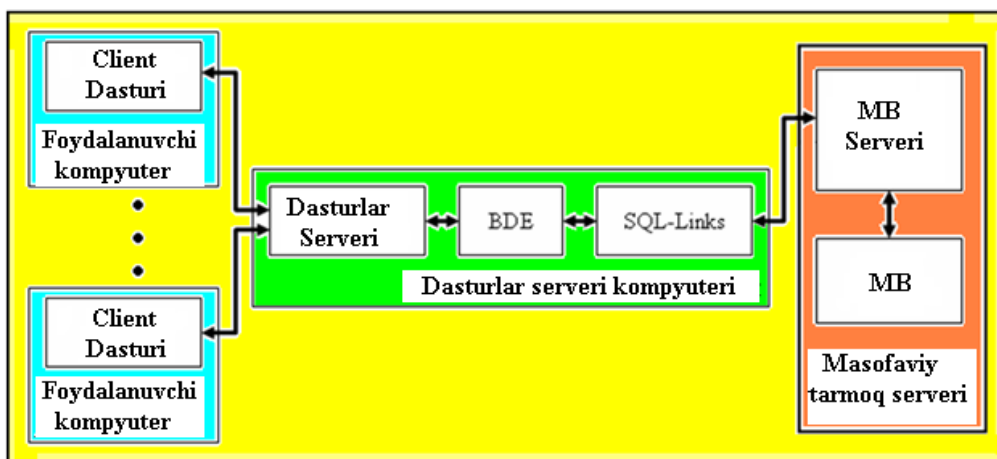 Client
Dasturi
Foydalanuvchi
kompyuter
Client
Dasturi
Foydalanuvchi
kompyuter
Dasturlar
Serveri
BDE
SQL-Links
Dasturlar serveri kompyuteri
MB
Serveri
MB
Masofaviy
tarmoq serveri